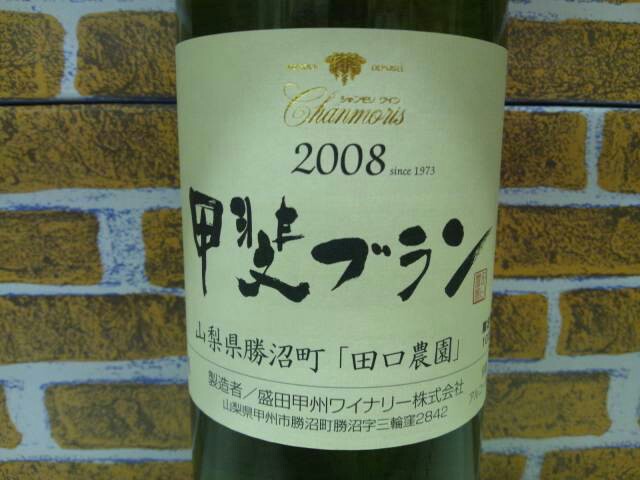 シャンモリ ワイン
Chanmoris
2008 since 1973
甲斐ブラン
山梨県勝沼町「田口農園」
製造者／盛田甲州ワイナリー株式会社
山梨県甲州市勝沼町勝沼字三輪窪2842